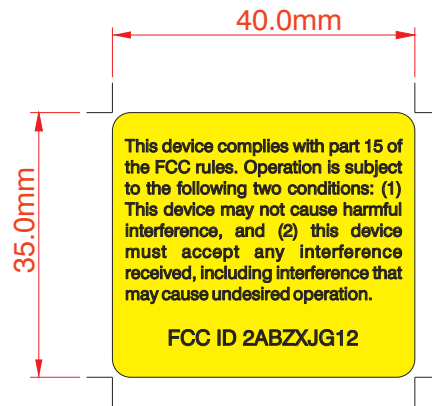 40.0mm
35.0mm
This device complies with part 15 of
the FCC rules. Operation is subject
to the following two conditions: (1)
This device may not cause harmful
interference, and (2) this device
must accept any interference
received, including interference that
may cause undesired operation.
FCC ID 2ABZXJG12